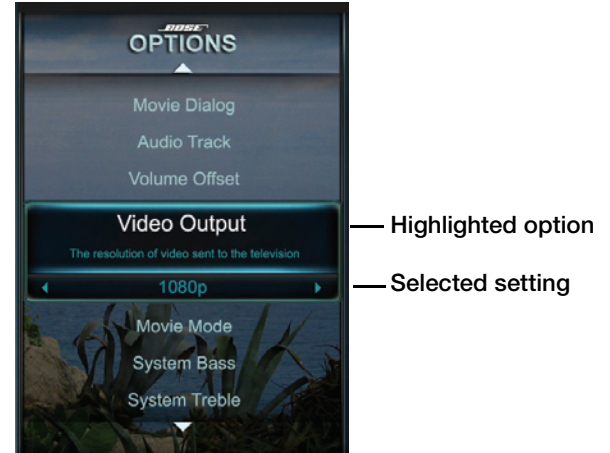 BOSE
OPTIONS
Movie Dialog
Audio Track
Volume Offset
Video Output
The resolution of video sent to the television
1080p
Movie Mode
System Bass
System Treble
Highlighted option
Selected setting